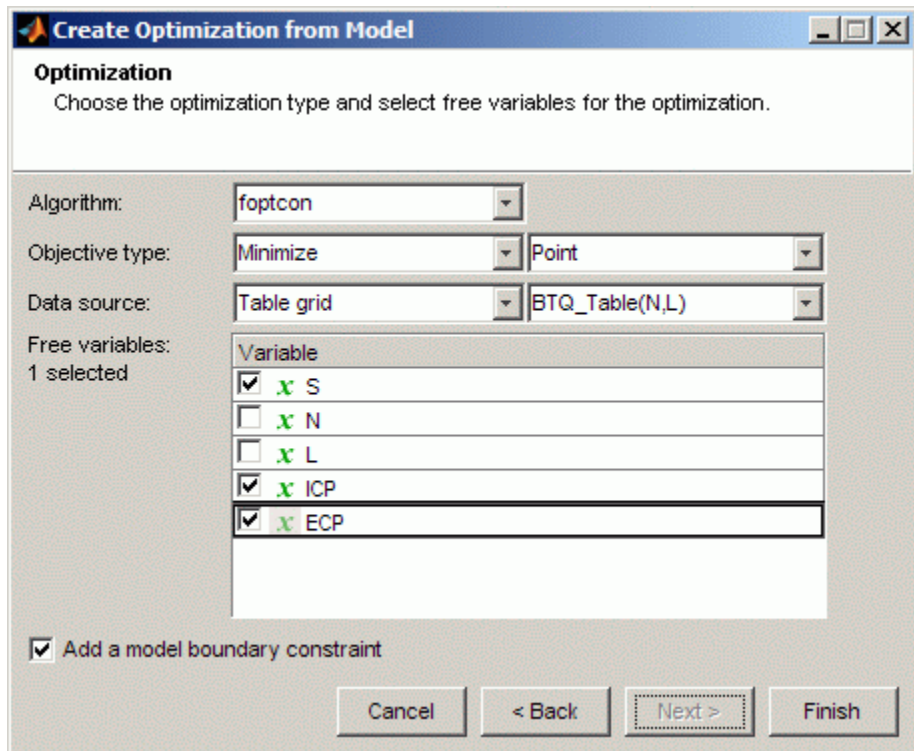 Create Optimization from Model
Optimization
Choose the optimization type and select free variables for the optimization.
Algorithm: foptcon
Objective type: Minimize Point
Data source: Table grid BTQ_Table(N,L)
Free variables:
1 selected
Variable
x S
x N
x L
x ICP
x ECP
Add a model boundary constraint
Cancel < Back Next > Finish